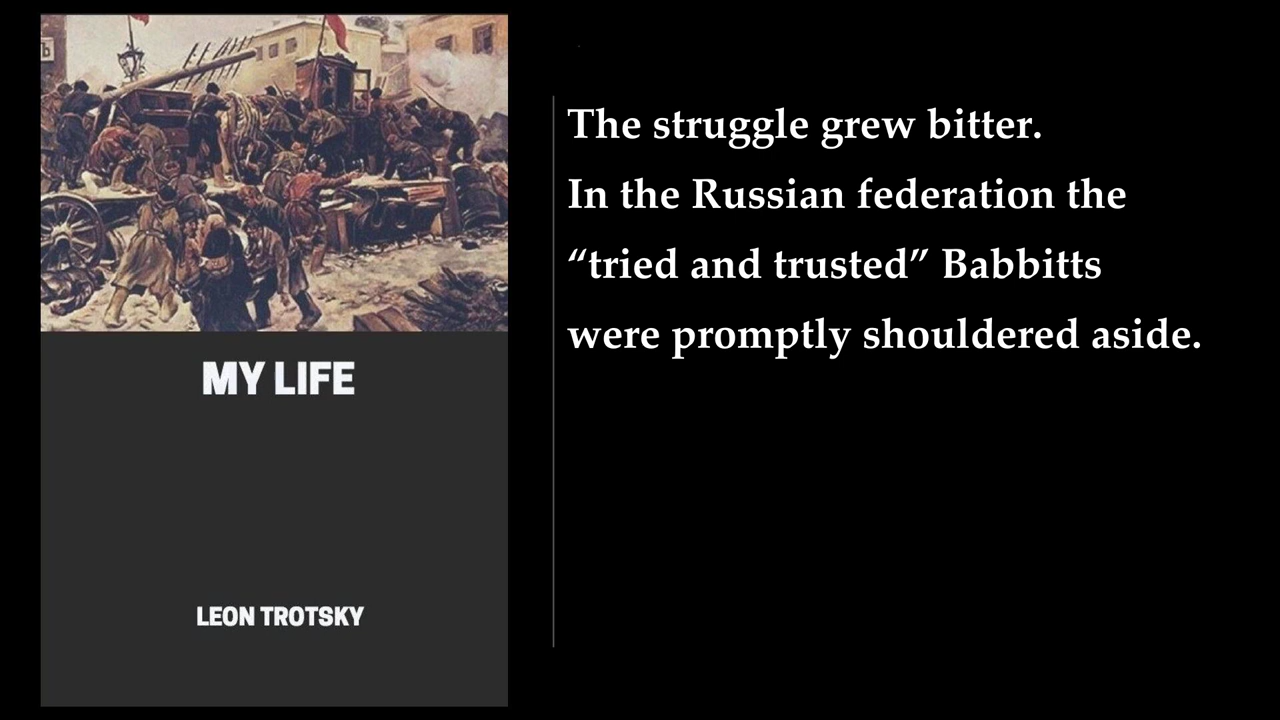 Ъ
MY LIFE
LEON TROTSKY
The struggle grew bitter.
In the Russian federation the
“tried and trusted” Babbitts
were promptly shouldered aside.